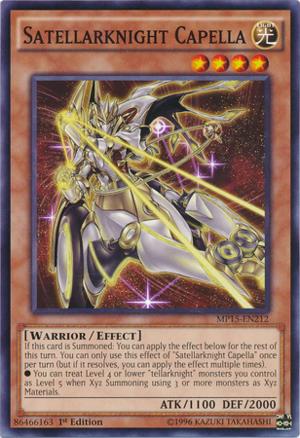 SATELLARKNIGHT CAPELLA
LIGHT
光
MP15-EN212
[WARRIOR / EFFECT]
If this card is Summoned: You can apply the effect below for the rest
of this turn. You can only use this effect of "Satellarknight Capella" once
per turn (but if it resolves, you can apply the effect multiple times).
●You can treat Level 4 or lower "tellarknight" monsters you control
as Level 5 when Xyz Summoning using 3 or more monsters as Xyz
Materials.
ATK/1100 DEF/2000
86466163 1st Edition ©1996 KAZUKI TAKAHASHI